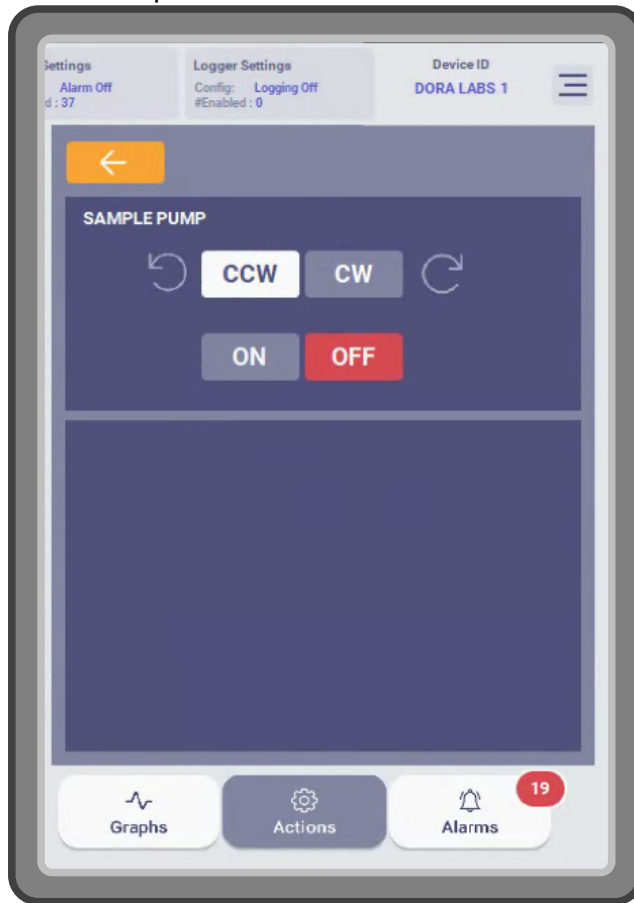 Settings
Alarm Off
d : 37
Logger Settings
Config: Logging Off
#Enabled : 0
Device ID
DORA LABS 1
SAMPLE PUMP
CCW CW
ON OFF
Graphs
Actions
Alarms
19